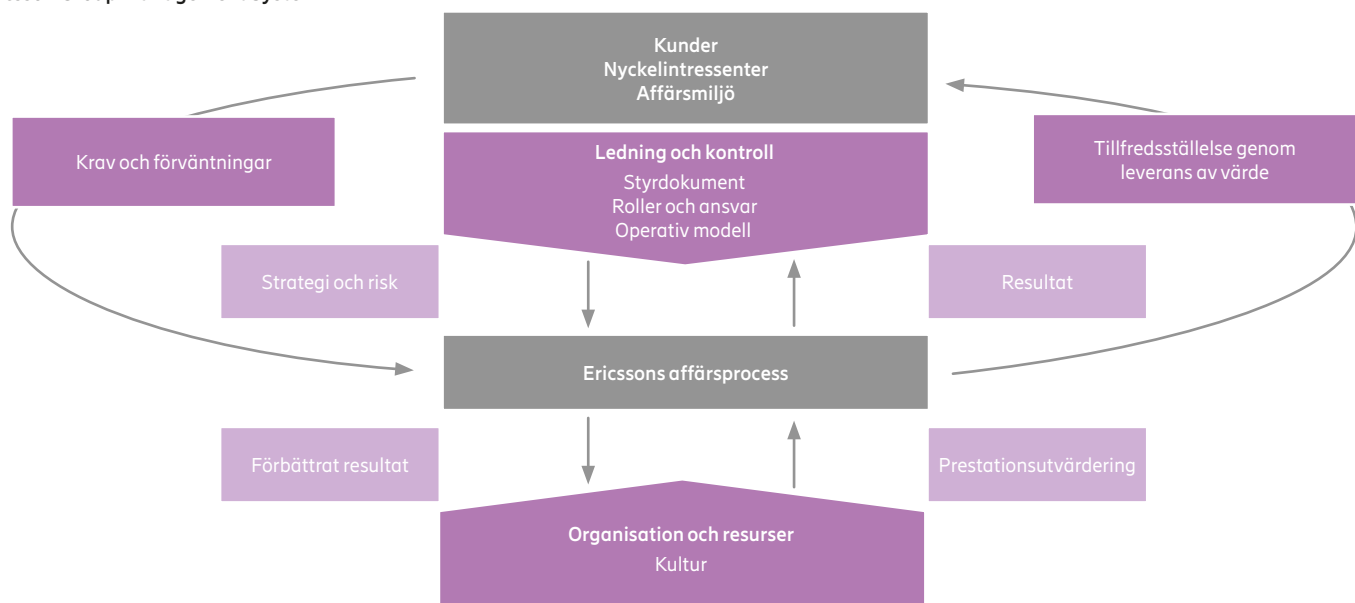 Kunder
Nyckelintressenter
Affärsmiljö
Krav och förväntningar
Ledning och kontroll
Styrdokument
Roller och ansvar
Operativ modell
Tillfredsställelse genom
leverans av värde
Strategi och risk
Resultat
Ericssons affärsprocess
Förbättrat resultat
Prestationsutvärdering
Organisation och resurser
Kultur